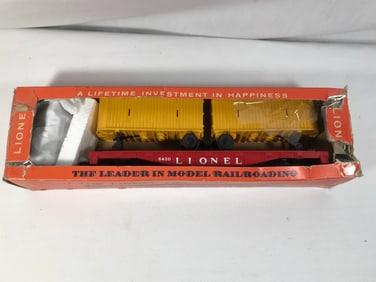 A LIFETIME INVESTMENT IN HAPPINESS
LIONEL
LIONEL
6430 LIONEL
THE LEADER IN MODEL RAILROADING